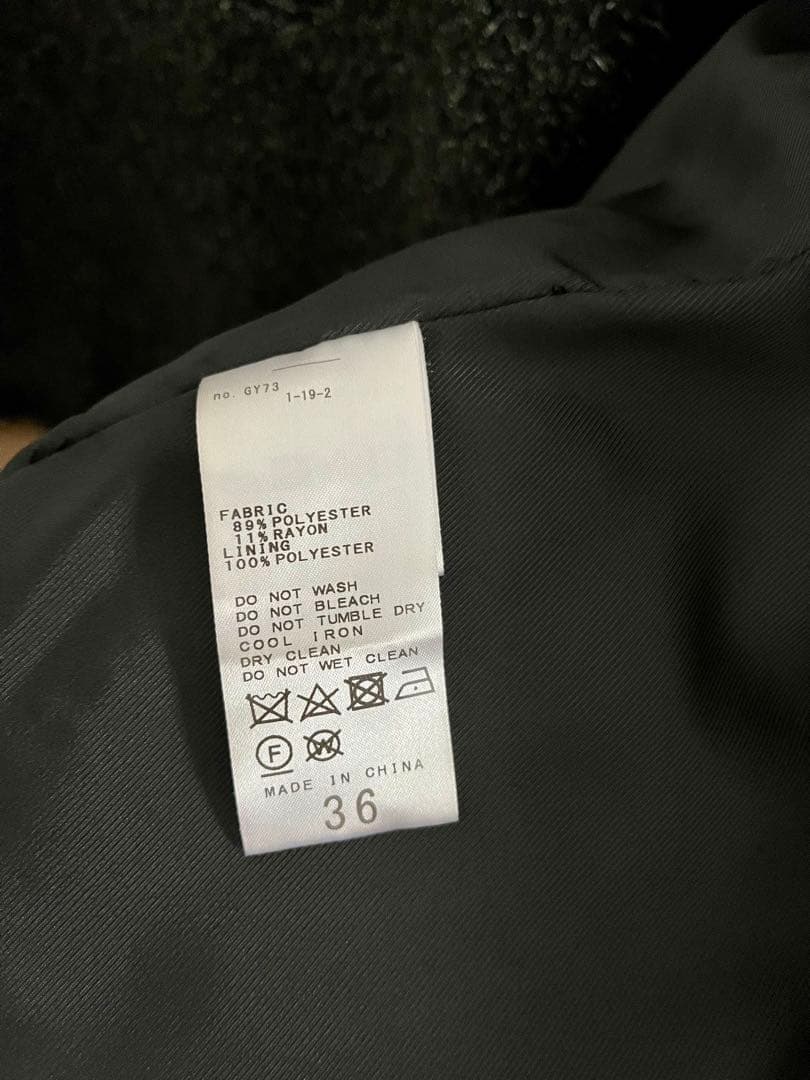 no. GY73
1-19-2
FABRIC
89% POLYESTER
11% RAYON
LINING
100% POLYESTER
DO NOT WASH
DO NOT BLEACH
DO NOT TUMBLE DRY
COOL IRON
DRY CLEAN
DO NOT WET CLEAN
F W
MADE IN CHINA
36